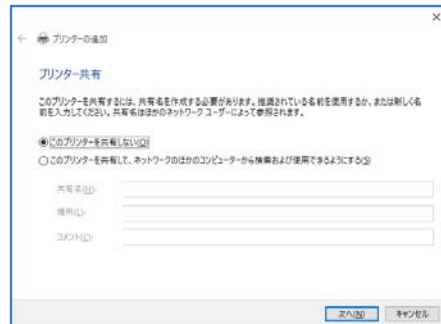 プリンターの追加
プリンター共有
このプリンターを共有するには、共有名を作成する必要があります。推奨されている名前を使用するか、または新しく名
前を入力してください。共有名はほかのネットワーク ユーザーによって参照されます。
このプリンターを共有しない(O)
このプリンターを共有して、ネットワークのほかのコンピューターから検索および使用できるようにする(S)
共有名(H):
場所(L):
コメント(C):
次へ(N) キャンセル